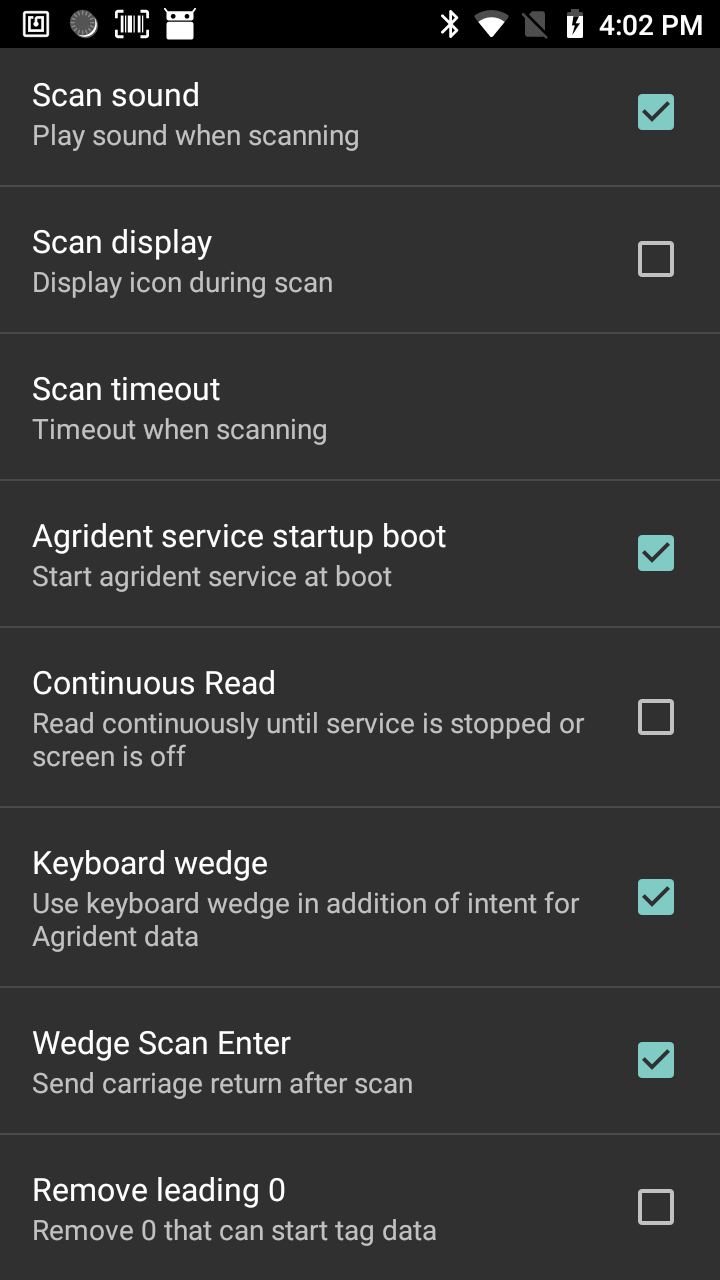 4:02 PM
Scan sound
Play sound when scanning
Scan display
Display icon during scan
Scan timeout
Timeout when scanning
Agrident service startup boot
Start agrident service at boot
Continuous Read
Read continuously until service is stopped or
screen is off
Keyboard wedge
Use keyboard wedge in addition of intent for
Agrident data
Wedge Scan Enter
Send carriage return after scan
Remove leading 0
Remove 0 that can start tag data